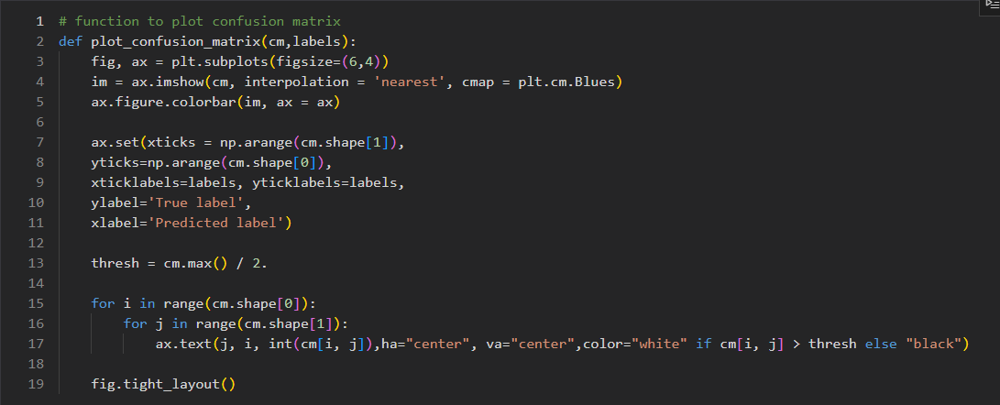 1 # function to plot confusion matrix
2 def plot_confusion_matrix(cm,labels):
3     fig, ax = plt.subplots(figsize=(6,4))
4     im = ax.imshow(cm, interpolation = 'nearest', cmap = plt.cm.Blues)
5     ax.figure.colorbar(im, ax = ax)
6
7     ax.set(xticks = np.arange(cm.shape[1]),
8     yticks=np.arange(cm.shape[0]),
9     xticklabels=labels, yticklabels=labels,
10     ylabel='True label',
11     xlabel='Predicted label')
12
13     thresh = cm.max() / 2.
14
15     for i in range(cm.shape[0]):
16         for j in range(cm.shape[1]):
17             ax.text(j, i, int(cm[i, j]),ha="center", va="center",color="white" if cm[i, j] > thresh else "black")
18
19     fig.tight_layout()